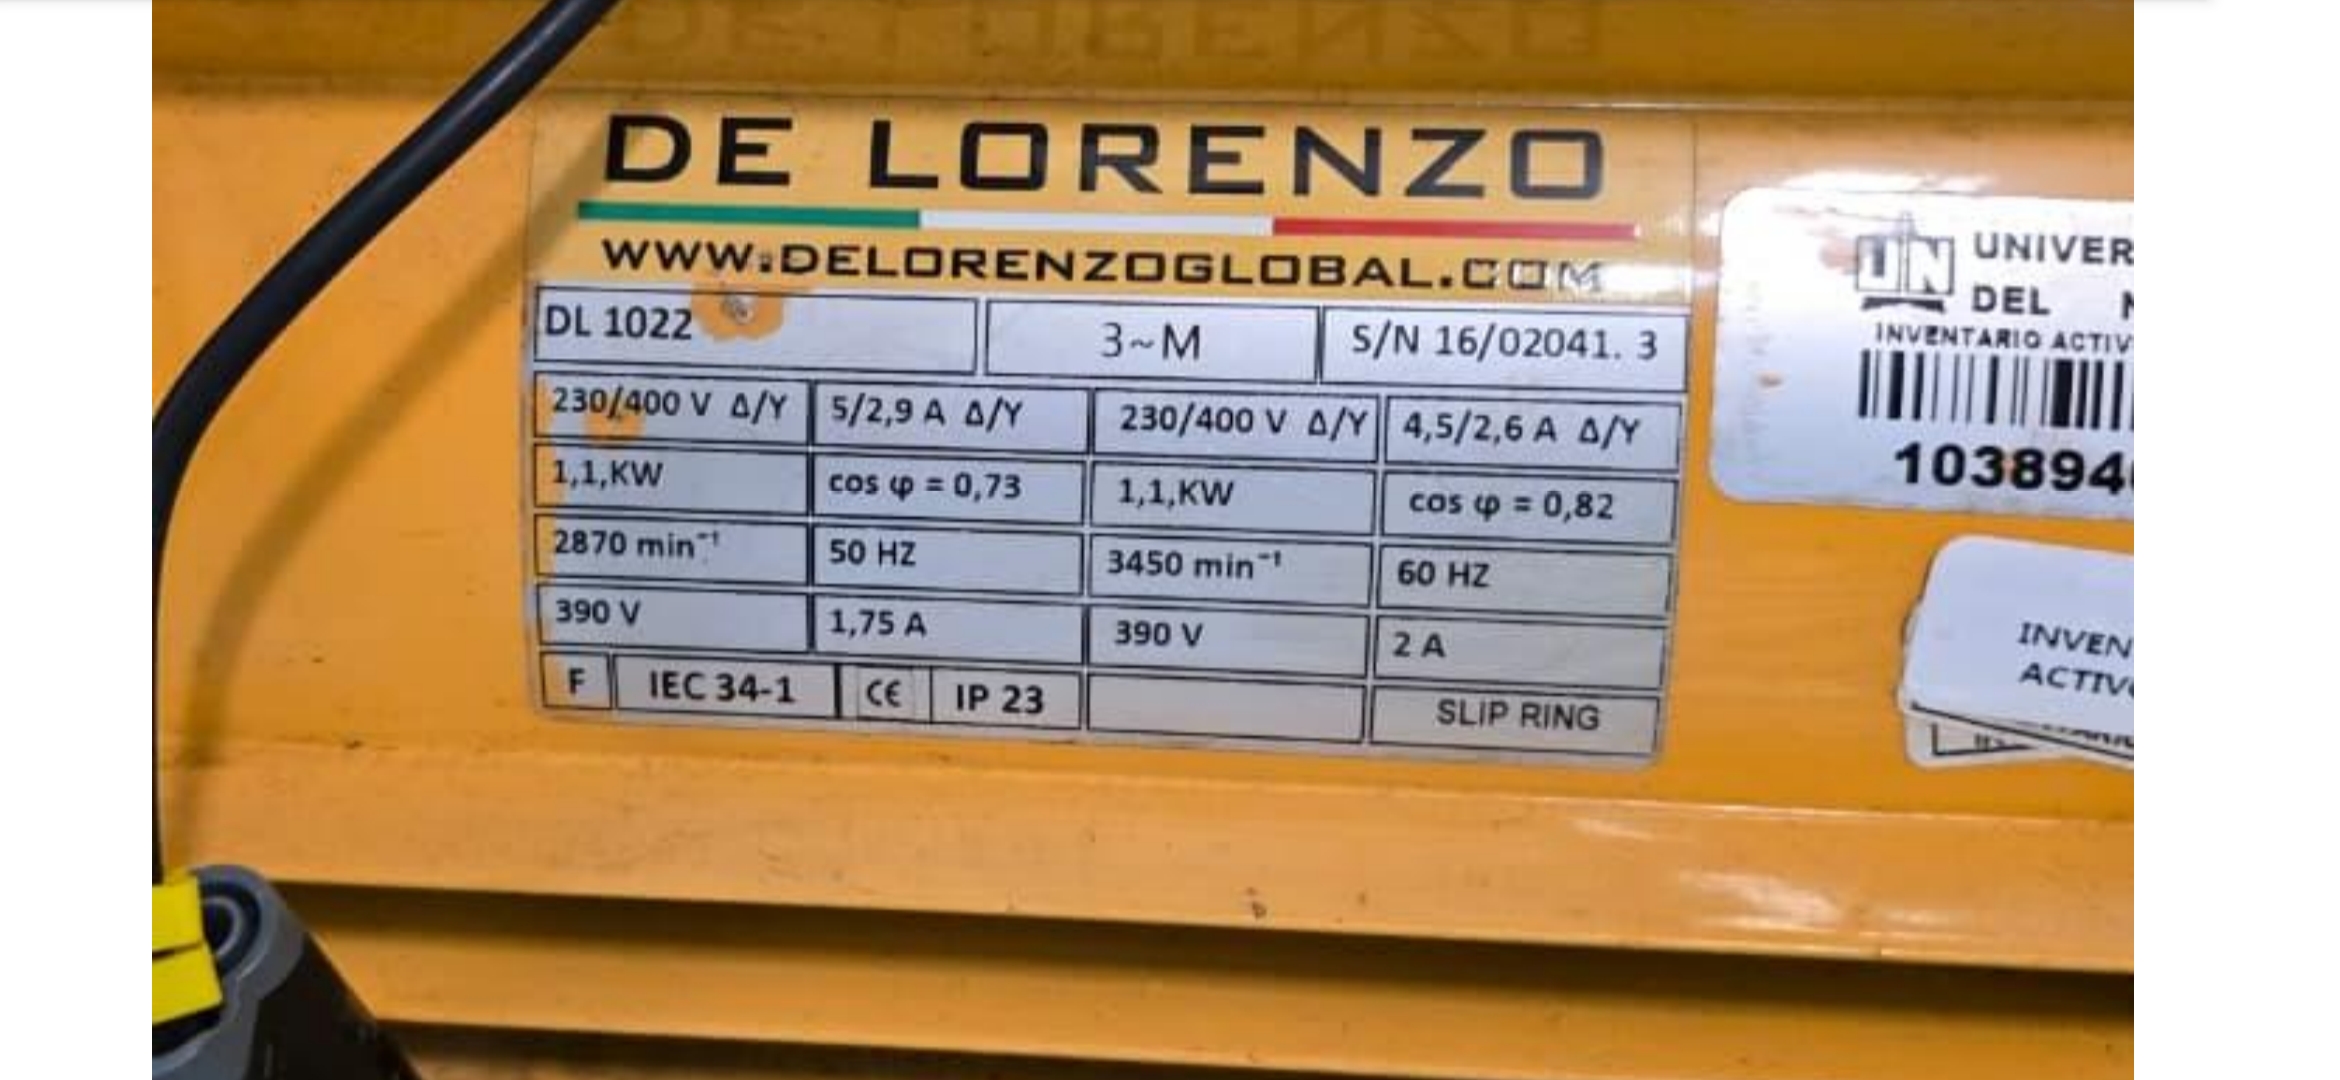 DE LORENZO
WWW.DELORENZOGLOBAL.COM
DL 1022 3~M S/N 16/02041. 3
230/400 V Δ/Y 5/2,9 A Δ/Y 230/400 V Δ/Y 4,5/2,6 A Δ/Y
1,1,KW cos φ = 0,73 1,1,KW cos φ = 0,82
2870 min⁻¹ 50 HZ 3450 min⁻¹ 60 HZ
390 V 1,75 A 390 V 2 A
F IEC 34-1 CE IP 23 SLIP RING
UN UNIVER
DEL N
INVENTARIO ACTIV
103894
INVEN
ACTIV